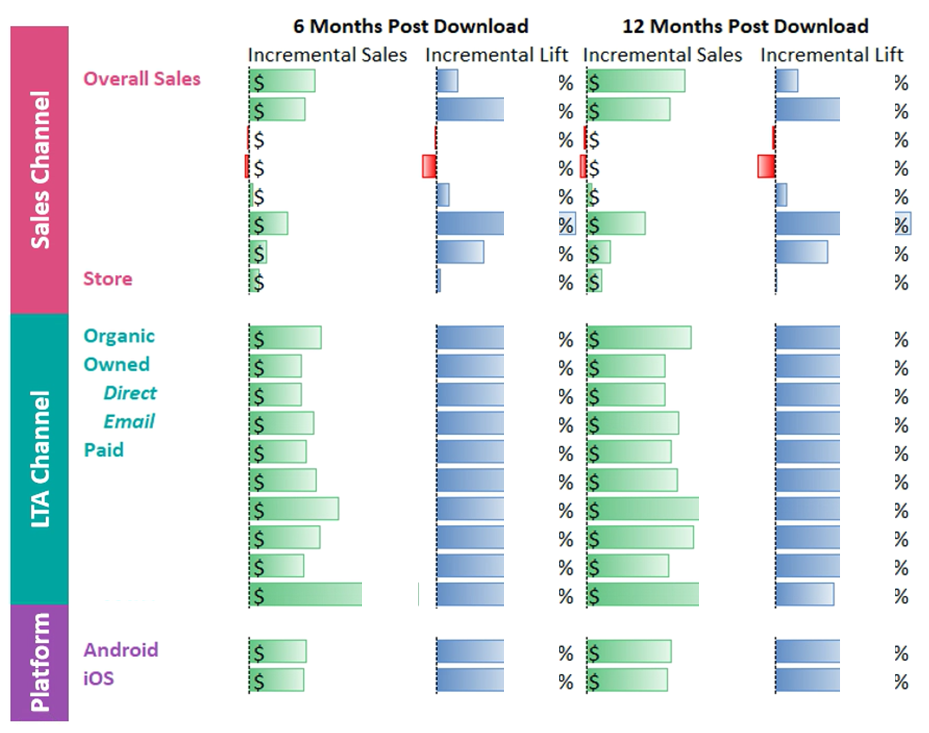 6 Months Post Download 12 Months Post Download
Incremental Sales Incremental Lift Incremental Sales Incremental Lift
Sales Channel
Overall Sales $ % $ %
$ % $ %
$ % $ %
$ % $ %
$ % $ %
$ % $ %
$ % $ %
Store $ % $ %
LTA Channel
Organic $ % $ %
Owned $ % $ %
Direct $ % $ %
Email $ % $ %
Paid $ % $ %
$ % $ %
$ % $ %
$ % $ %
$ % $ %
$ % $ %
Platform
Android $ % $ %
iOS $ % $ %